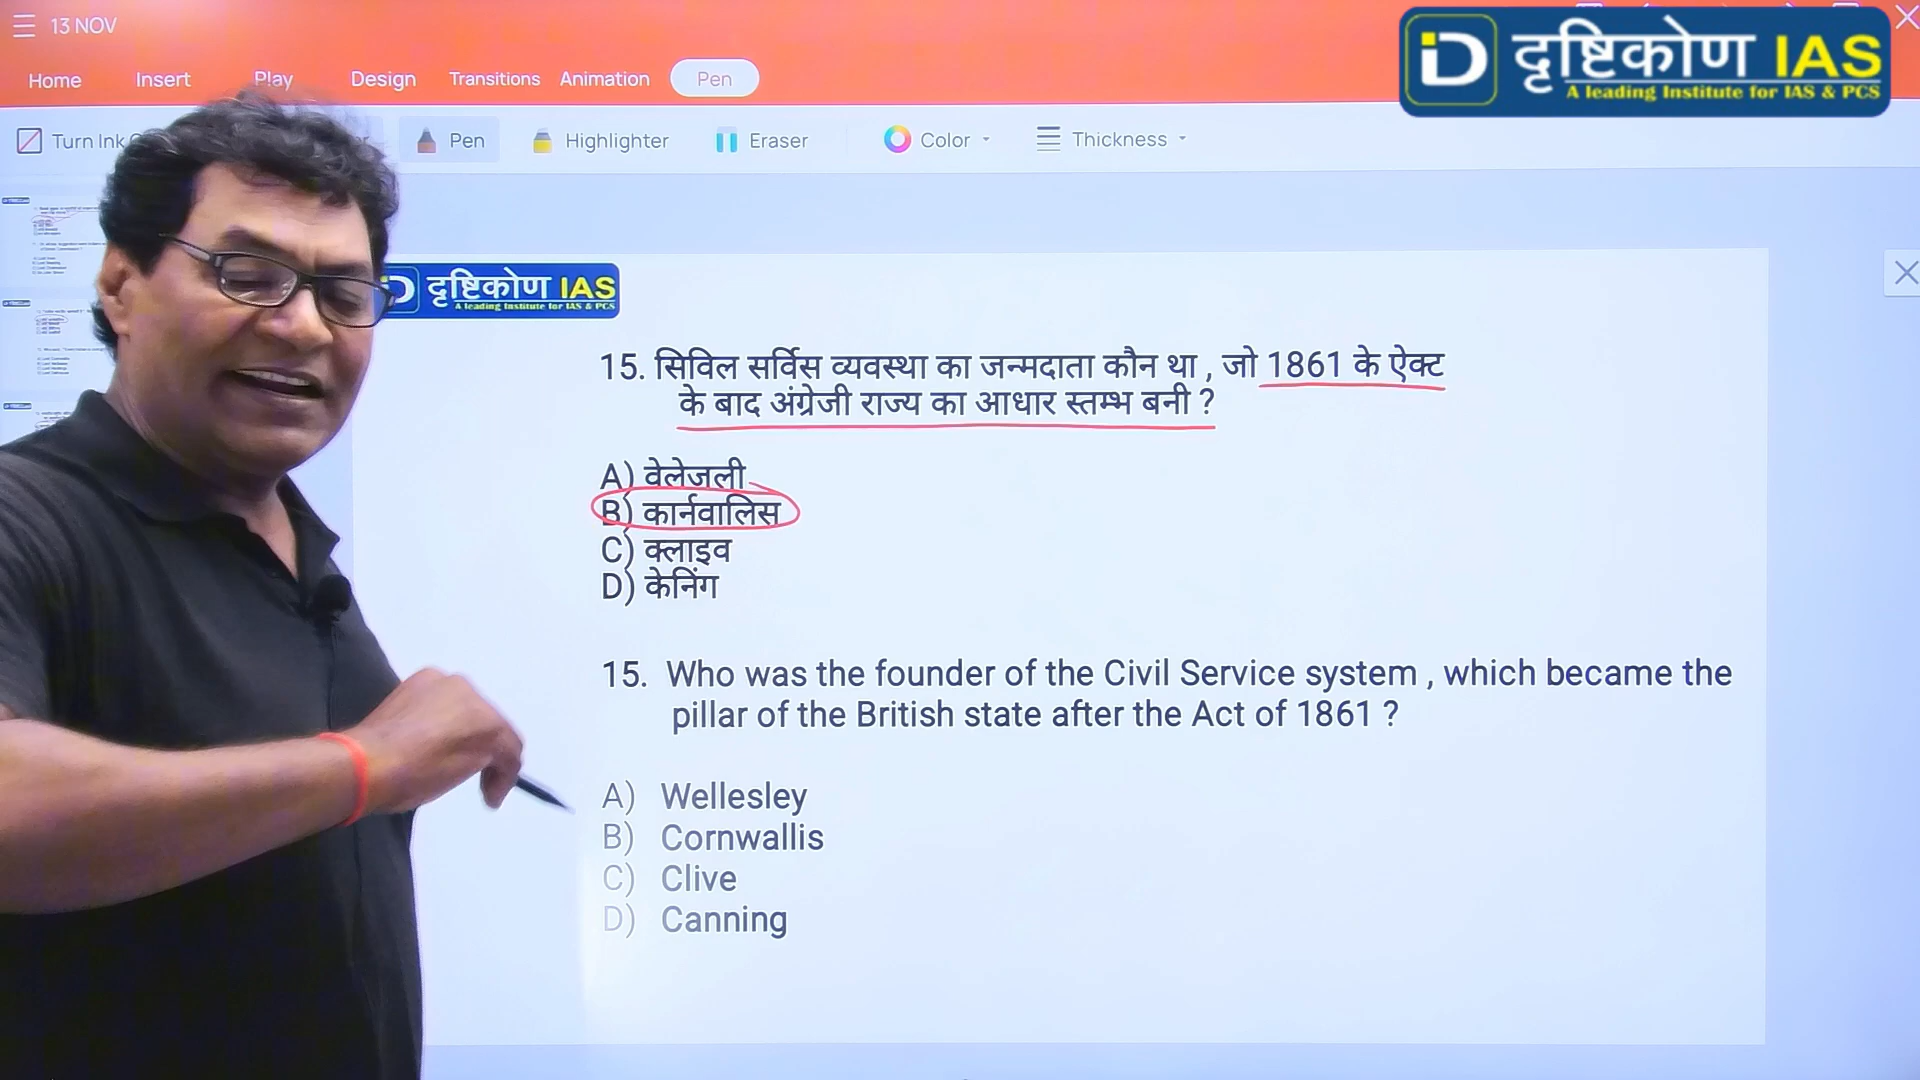 13 NOV
Home Insert Play Design Transitions Animation Pen
दृष्टिकोण IAS
A leading Institute for IAS & PCS
Turn Ink Pen Highlighter Eraser Color Thickness
दृष्टिकोण IAS
A leading Institute for IAS & PCS
15. सिविल सर्विस व्यवस्था का जन्मदाता कौन था , जो 1861 के ऐक्ट
के बाद अंग्रेजी राज्य का आधार स्तम्भ बनी ?
A) वेलेजली
B) कार्नवालिस
C) क्लाइव
D) केनिंग
15. Who was the founder of the Civil Service system , which became the
pillar of the British state after the Act of 1861 ?
A) Wellesley
B) Cornwallis
C) Clive
D) Canning